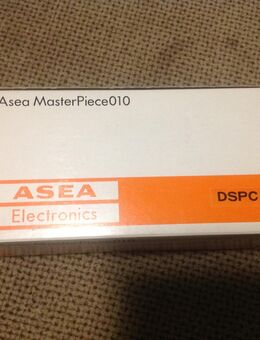 Asea MasterPiece010
ASEA
Electronics
DSPC